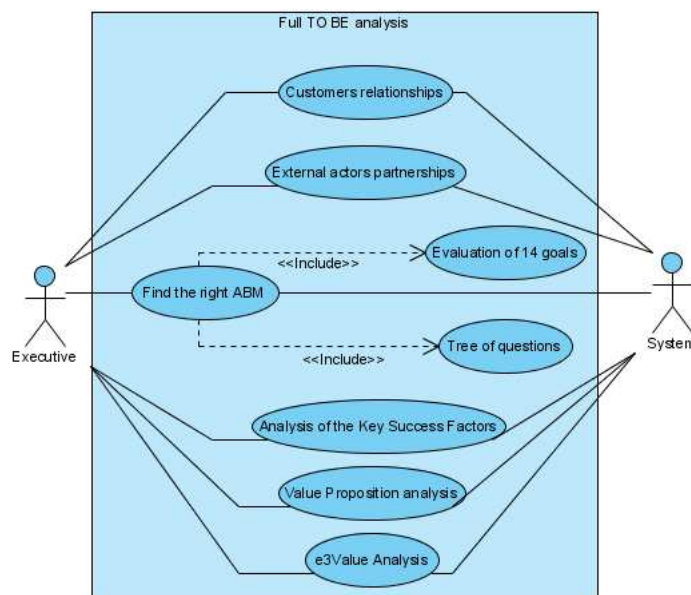 Full TO BE analysis
Customers relationships
External actors partnerships
Evaluation of 14 goals
<<Include>>
Find the right ABM
Executive
System
<<Include>>
Tree of questions
Analysis of the Key Success Factors
Value Proposition analysis
e3Value Analysis